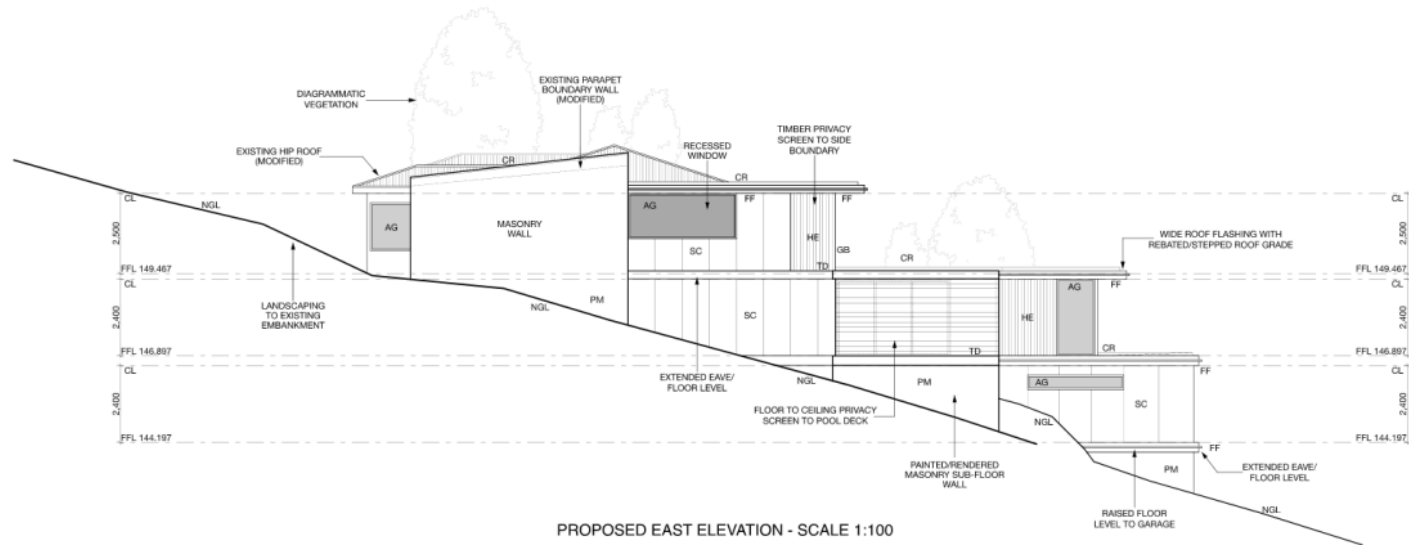 EXISTING PARAPET
BOUNDARY WALL
(MODIFIED)
DIAGRAMMATIC
VEGETATION
TIMBER PRIVACY
SCREEN TO SIDE
BOUNDARY
EXISTING HIP ROOF
(MODIFIED)
RECESSED
WINDOW
CR
CR
CL
NGL
AG
FF
FF
CL
2,500
AG
MASONRY
WALL
HE
SC
GB
TD
CR
WIDE ROOF FLASHING WITH
REBATED/STEPPED ROOF GRADE
2,500
FFL 149.467
FFL 149.467
CL
AG
FF
CL
LANDSCAPING
TO EXISTING
EMBANKMENT
NGL
PM
SC
HE
2,400
2,400
FFL 146.897
TD
CR
FFL 146.897
CL
EXTENDED EAVE/
FLOOR LEVEL
NGL
PM
AG
FF
CL
2,400
SC
2,400
FLOOR TO CEILING PRIVACY
SCREEN TO POOL DECK
NGL
FFL 144.197
FFL 144.197
FF
PAINTED/RENDERED
MASONRY SUB-FLOOR
WALL
PM
EXTENDED EAVE/
FLOOR LEVEL
RAISED FLOOR
LEVEL TO GARAGE
NGL
PROPOSED EAST ELEVATION - SCALE 1:100